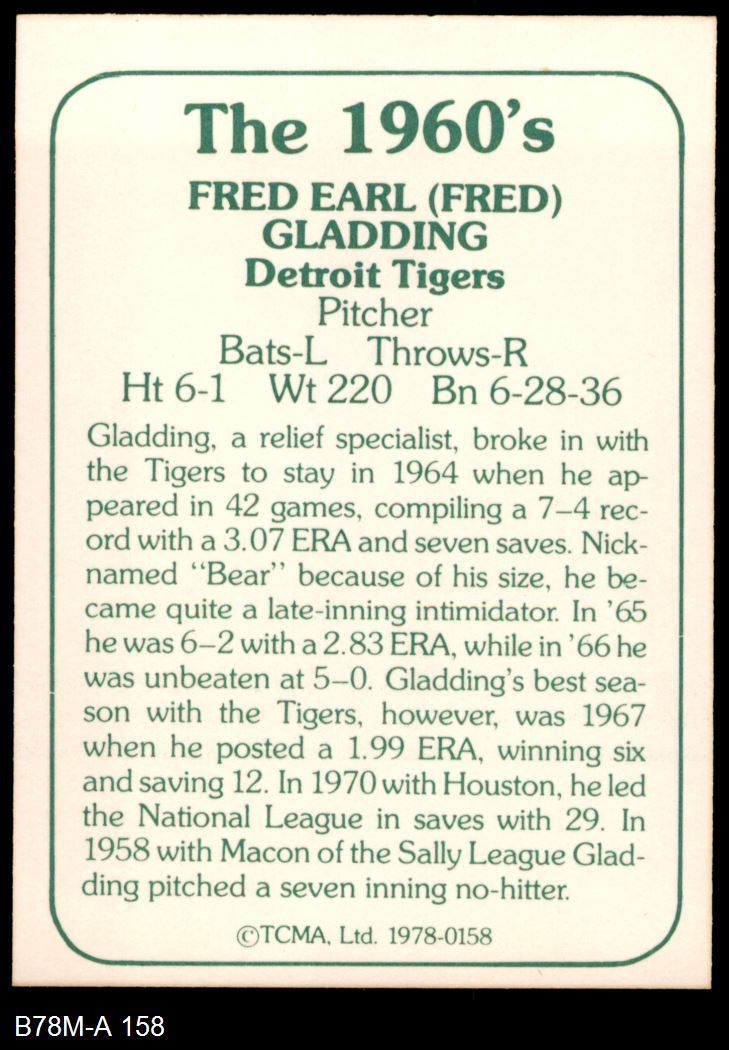 The 1960's
FRED EARL (FRED)
GLADDING
Detroit Tigers
Pitcher
Bats-L Throws-R
Ht 6-1 Wt 220 Bn 6-28-36
Gladding, a relief specialist, broke in with
the Tigers to stay in 1964 when he ap-
peared in 42 games, compiling a 7–4 rec-
ord with a 3.07 ERA and seven saves. Nick-
named "Bear" because of his size, he be-
came quite a late-inning intimidator. In '65
he was 6–2 with a 2.83 ERA, while in '66 he
was unbeaten at 5–0. Gladding's best sea-
son with the Tigers, however, was 1967
when he posted a 1.99 ERA, winning six
and saving 12. In 1970 with Houston, he led
the National League in saves with 29. In
1958 with Macon of the Sally League Glad-
ding pitched a seven inning no-hitter.
©TCMA, Ltd. 1978-0158
B78M-A 158